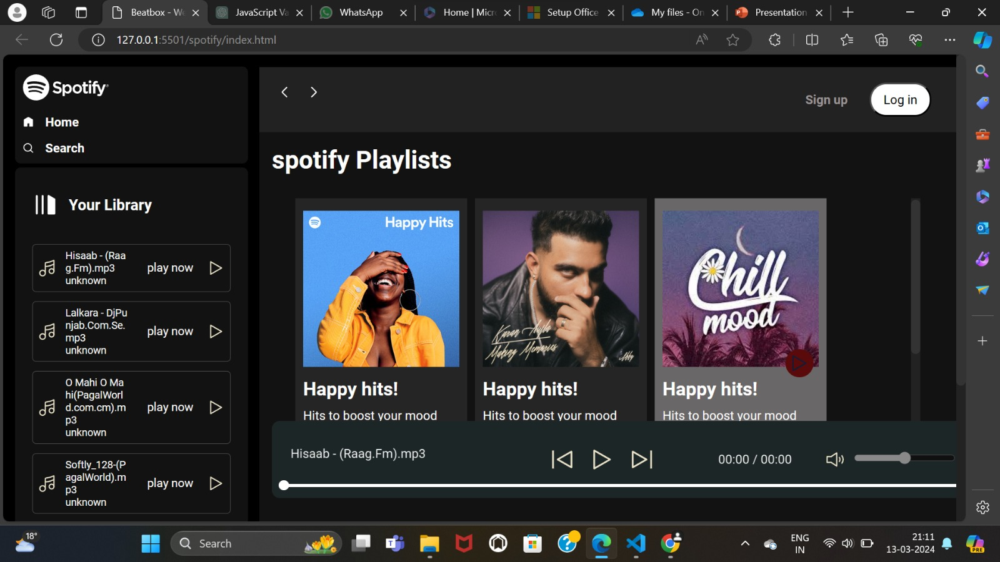 Beatbox - We
JavaScript Va
WhatsApp
Home | Micro
Setup Office
My files - On
Presentation
127.0.0.1:5501/spotify/index.html
Spotify
Home
Search
Your Library
Hisaab - (Raa
g.Fm).mp3
unknown
play now
Lalkara - DjPu
njab.Com.Se.
mp3
unknown
play now
O Mahi O Ma
hi(PagalWorl
d.com.cm).m
p3
unknown
play now
Softly_128-(P
agalWorld).m
p3
unknown
play now
Sign up
Log in
spotify Playlists
Happy Hits
Happy hits!
Hits to boost your mood
Karan Aujla
Making Memories
Happy hits!
Hits to boost your mood
Chill
mood
Happy hits!
Hits to boost your mood
Hisaab - (Raag.Fm).mp3
00:00 / 00:00
18°
Search
ENG
IN
21:11
13-03-2024
PRE